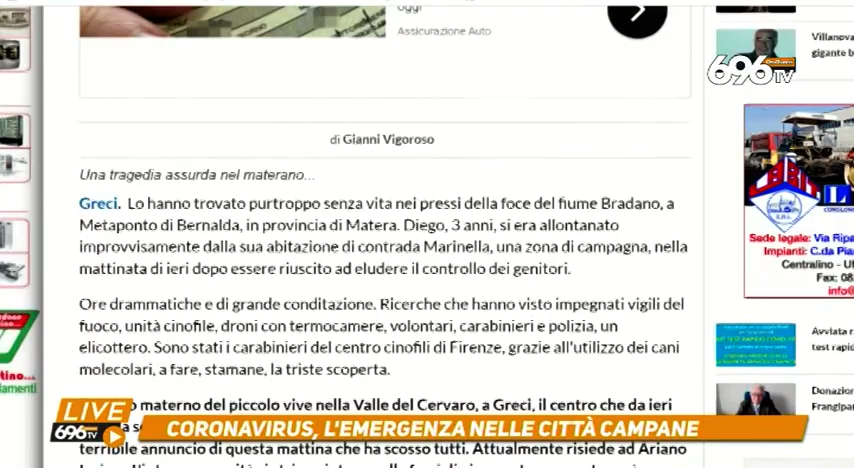 oggi
Assicurazione Auto
Villanova
gigante b
696
TV
di Gianni Vigoroso
Una tragedia assurda nel materano...
Greci. Lo hanno trovato purtroppo senza vita nei pressi della foce del fiume Bradano, a
Metaponto di Bernalda, in provincia di Matera. Diego, 3 anni, si era allontanato
improvvisamente dalla sua abitazione di contrada Marinella, una zona di campagna, nella
mattinata di ieri dopo essere riuscito ad eludere il controllo dei genitori.
Ore drammatiche e di grande conditazione. Ricerche che hanno visto impegnati vigili del
fuoco, unità cinofile, droni con termocamere, volontari, carabinieri e polizia, un
elicottero. Sono stati i carabinieri del centro cinofili di Firenze, grazie all'utilizzo dei cani
molecolari, a fare, stamane, la triste scoperta.
o materno del piccolo vive nella Valle del Cervaro, a Greci, il centro che da ieri
terribile annuncio di questa mattina che ha scosso tutti. Attualmente risiede ad Ariano
Sede legale: Via Ripa
Impianti: C.da Pia
Centralino - Uf
Fax: 08
info@
Avviata r
test rapid
Donazion
Frangipan
LIVE
696 TV
CORONAVIRUS, L'EMERGENZA NELLE CITTÀ CAMPANE